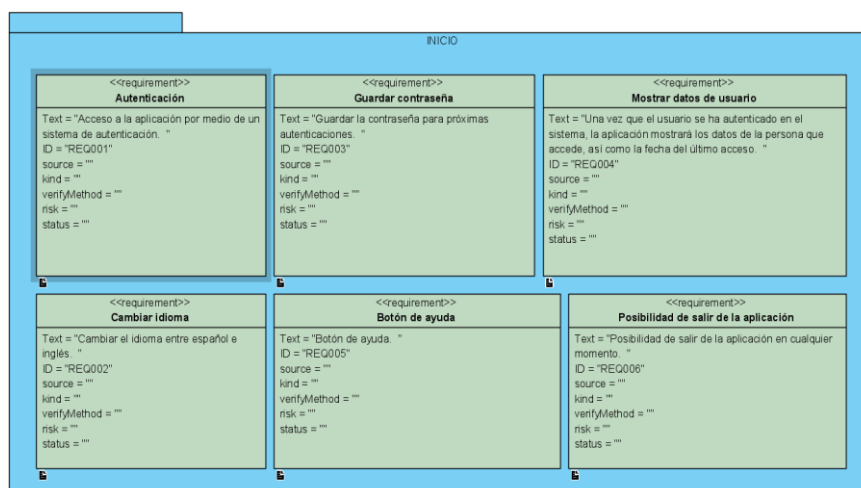 INICIO
<<requirement>>
Autenticación
Text = "Acceso a la aplicación por medio de un
sistema de autenticación. "
ID = "REQ001"
source = ""
kind = ""
verifyMethod = ""
risk = ""
status = ""
<<requirement>>
Guardar contraseña
Text = "Guardar la contraseña para próximas
autenticaciones. "
ID = "REQ003"
source = ""
kind = ""
verifyMethod = ""
risk = ""
status = ""
<<requirement>>
Mostrar datos de usuario
Text = "Una vez que el usuario se ha autenticado en el
sistema, la aplicación mostrará los datos de la persona que
accede, así como la fecha del último acceso. "
ID = "REQ004"
source = ""
kind = ""
verifyMethod = ""
risk = ""
status = ""
<<requirement>>
Cambiar idioma
Text = "Cambiar el idioma entre español e
inglés. "
ID = "REQ002"
source = ""
kind = ""
verifyMethod = ""
risk = ""
status = ""
<<requirement>>
Botón de ayuda
Text = "Botón de ayuda. "
ID = "REQ005"
source = ""
kind = ""
verifyMethod = ""
risk = ""
status = ""
<<requirement>>
Posibilidad de salir de la aplicación
Text = "Posibilidad de salir de la aplicación en cualquier
momento. "
ID = "REQ006"
source = ""
kind = ""
verifyMethod = ""
risk = ""
status = ""